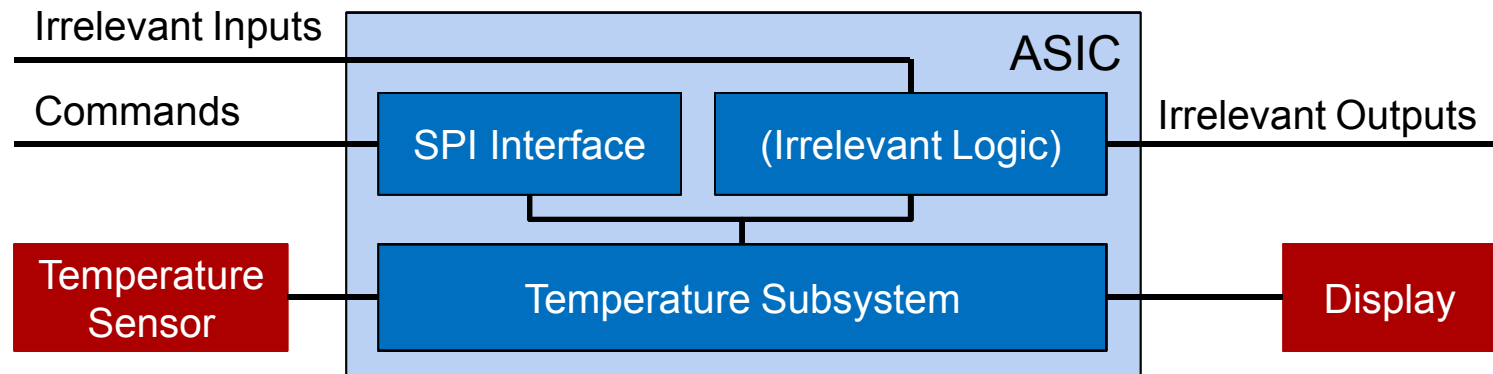 Irrelevant Inputs
ASIC
Commands
SPI Interface
(Irrelevant Logic)
Irrelevant Outputs
Temperature
Sensor
Temperature Subsystem
Display